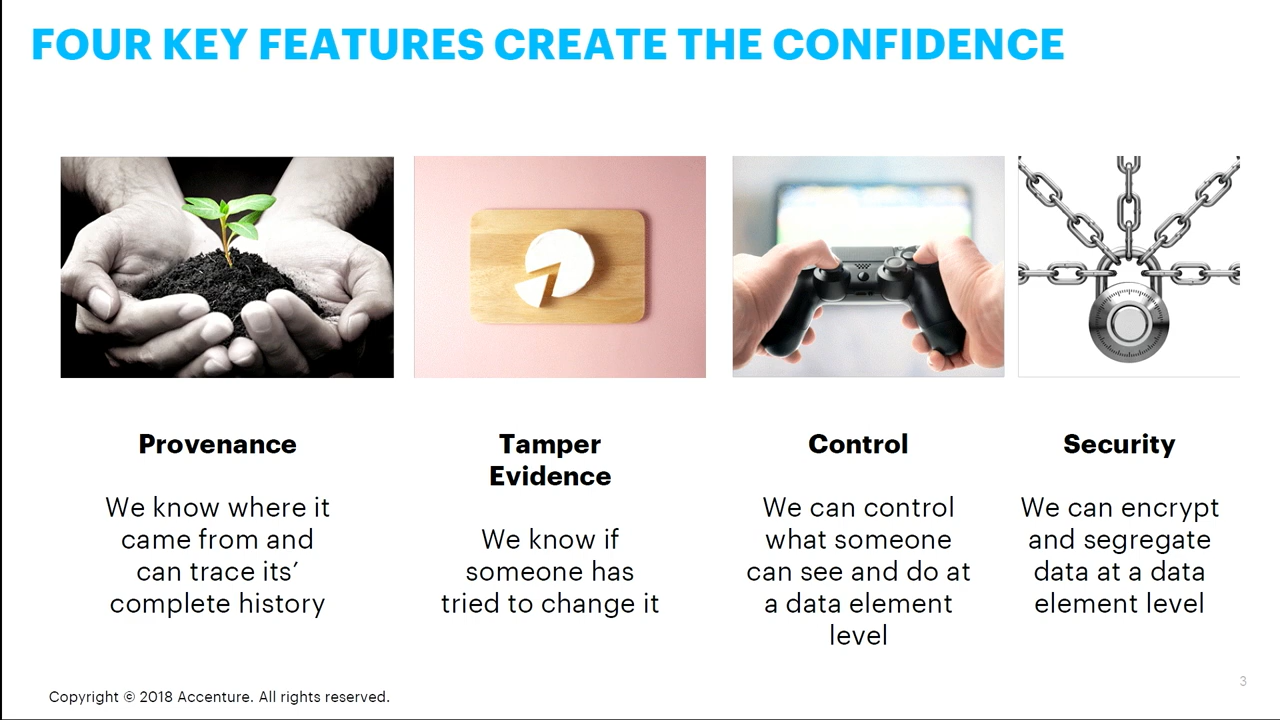 FOUR KEY FEATURES CREATE THE CONFIDENCE
Provenance
We know where it
came from and
can trace its’
complete history
Tamper
Evidence
We know if
someone has
tried to change it
Control
We can control
what someone
can see and do at
a data element
level
Security
We can encrypt
and segregate
data at a data
element level
Copyright © 2018 Accenture. All rights reserved.
3